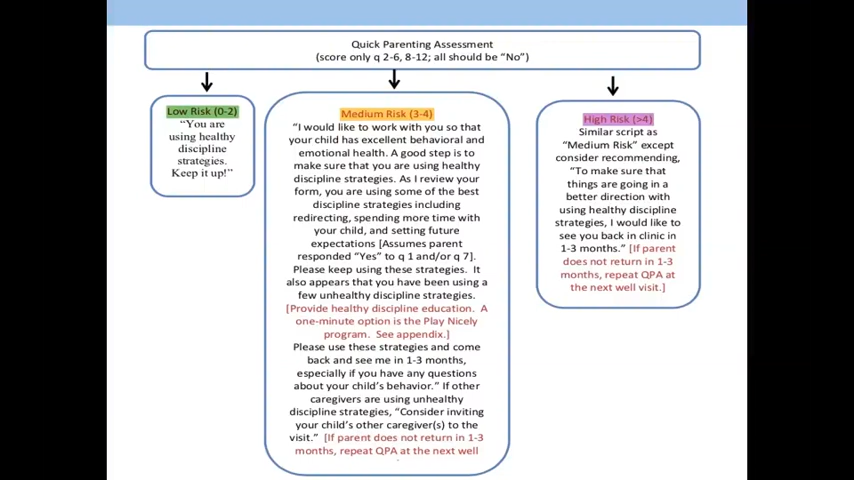 Quick Parenting Assessment
(score only q 2-6, 8-12; all should be “No”)
Low Risk (0-2)
“You are
using healthy
discipline
strategies.
Keep it up!”
Medium Risk (3-4)
“I would like to work with you so that
your child has excellent behavioral and
emotional health. A good step is to
make sure that you are using healthy
discipline strategies. As I review your
form, you are using some of the best
discipline strategies including
redirecting, spending more time with
your child, and setting future
expectations [Assumes parent
responded “Yes” to q 1 and/or q 7].
Please keep using these strategies. It
also appears that you have been using a
few unhealthy discipline strategies.
[Provide healthy discipline education. A
one-minute option is the Play Nicely
program. See appendix.]
Please use these strategies and come
back and see me in 1-3 months,
especially if you have any questions
about your child’s behavior.” If other
caregivers are using unhealthy
discipline strategies, “Consider inviting
your child’s other caregiver(s) to the
visit.” [If parent does not return in 1-3
months, repeat QPA at the next well
High Risk (>4)
Similar script as
“Medium Risk” except
consider recommending,
“To make sure that
things are going in a
better direction with
using healthy discipline
strategies, I would like to
see you back in clinic in
1-3 months.” [If parent
does not return in 1-3
months, repeat QPA at
the next well visit.]